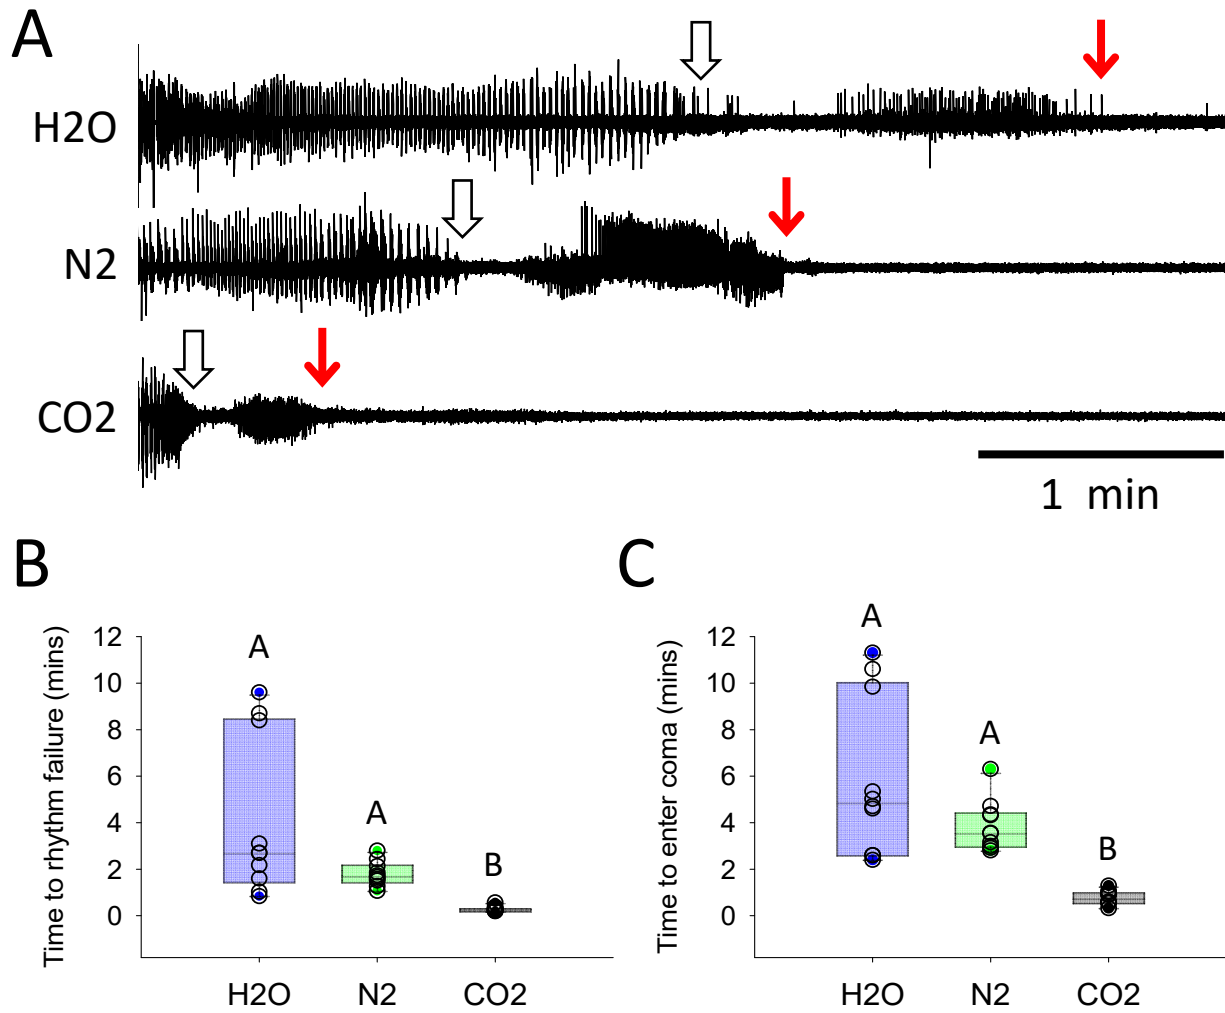 A
H2O
N2
CO2
1 min
B
Time to rhythm failure (mins)
12
10
8
6
4
2
0
A
A
B
H2O
N2
CO2
C
Time to enter coma (mins)
12
10
8
6
4
2
0
A
A
B
H2O
N2
CO2